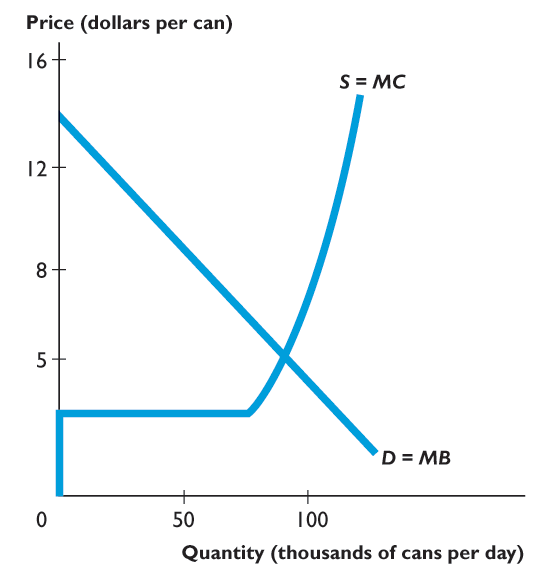 Price (dollars per can)
16
S = MC
12
8
5
D = MB
0
50
100
Quantity (thousands of cans per day)